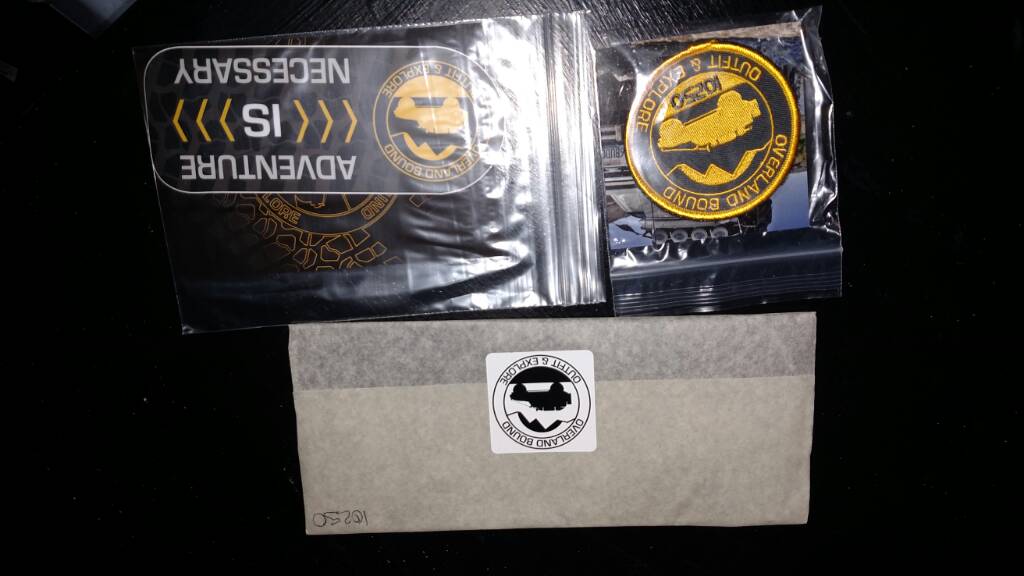 10250
OVERLAND BOUND
OUTFIT & EXPLORE
OVERLAND BOUND
10250
OUTFIT & EXPLORE
OVERLAND BOUND
OUTFIT & EXPLORE
ADVENTURE
IS
NECESSARY